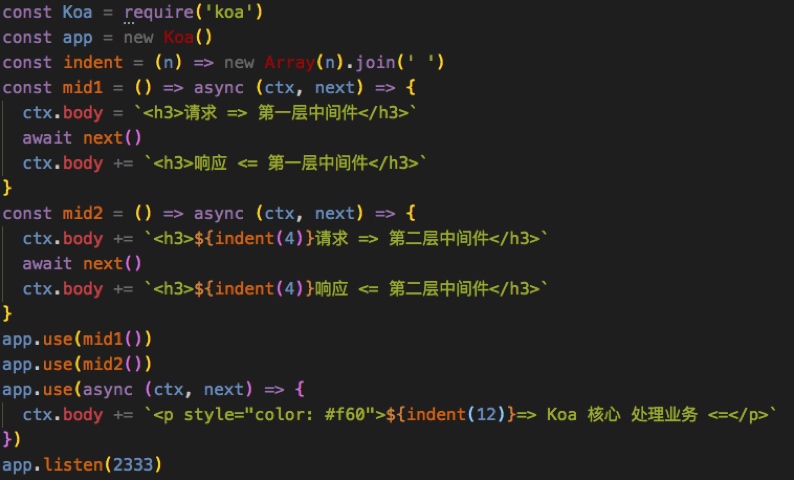 const Koa = require('koa')
const app = new Koa()
const indent = (n) => new Array(n).join(' ')
const mid1 = () => async (ctx, next) => {
  ctx.body = `<h3>请求 => 第一层中间件</h3>`
  await next()
  ctx.body += `<h3>响应 <= 第一层中间件</h3>`
}
const mid2 = () => async (ctx, next) => {
  ctx.body += `<h3>${indent(4)}请求 => 第二层中间件</h3>`
  await next()
  ctx.body += `<h3>${indent(4)}响应 <= 第二层中间件</h3>`
}
app.use(mid1())
app.use(mid2())
app.use(async (ctx, next) => {
  ctx.body += `<p style="color: #f60">${indent(12)}=> Koa 核心 处理业务 <=</p>`
})
app.listen(2333)